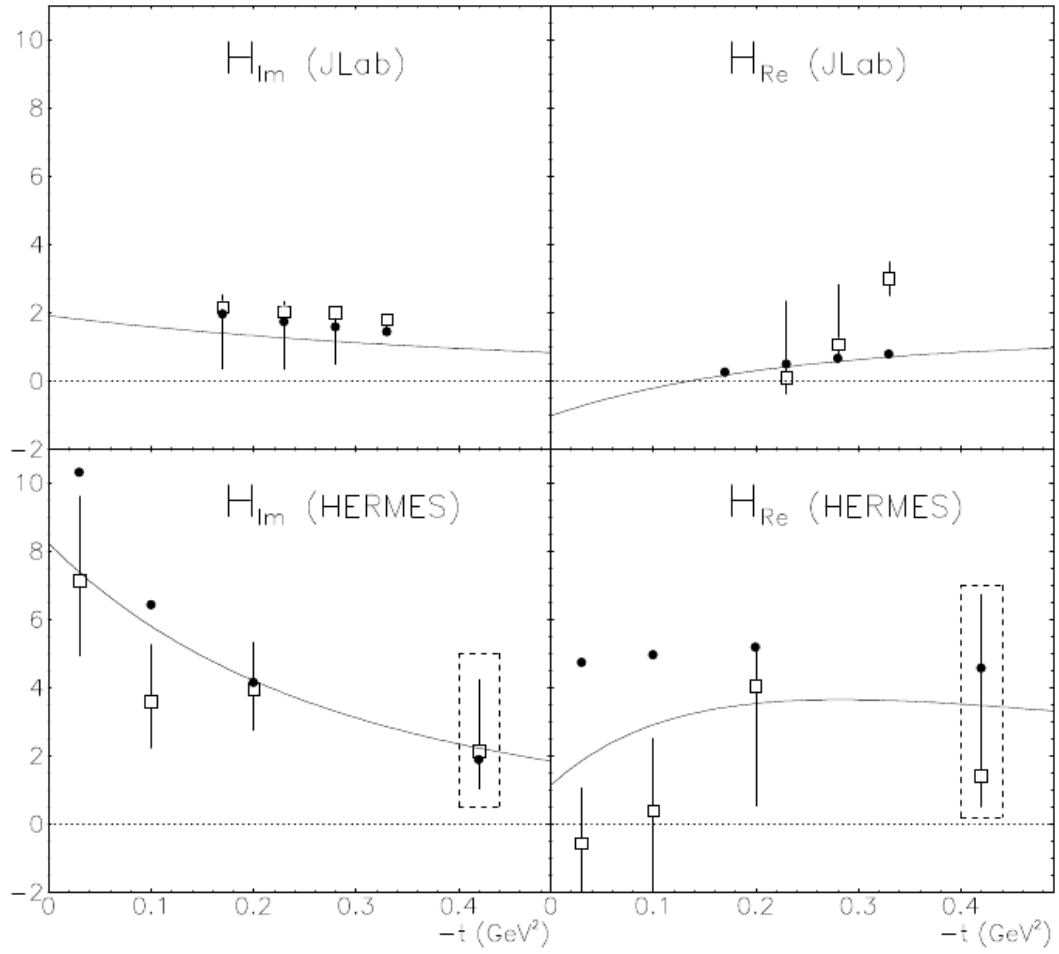 10
8
6
4
2
0
−2
H_Im (JLab)
H_Re (JLab)
10
8
6
4
2
0
−2
H_Im (HERMES)
H_Re (HERMES)
0 0.1 0.2 0.3 0.4 0 0.1 0.2 0.3 0.4
−t (GeV²) −t (GeV²)